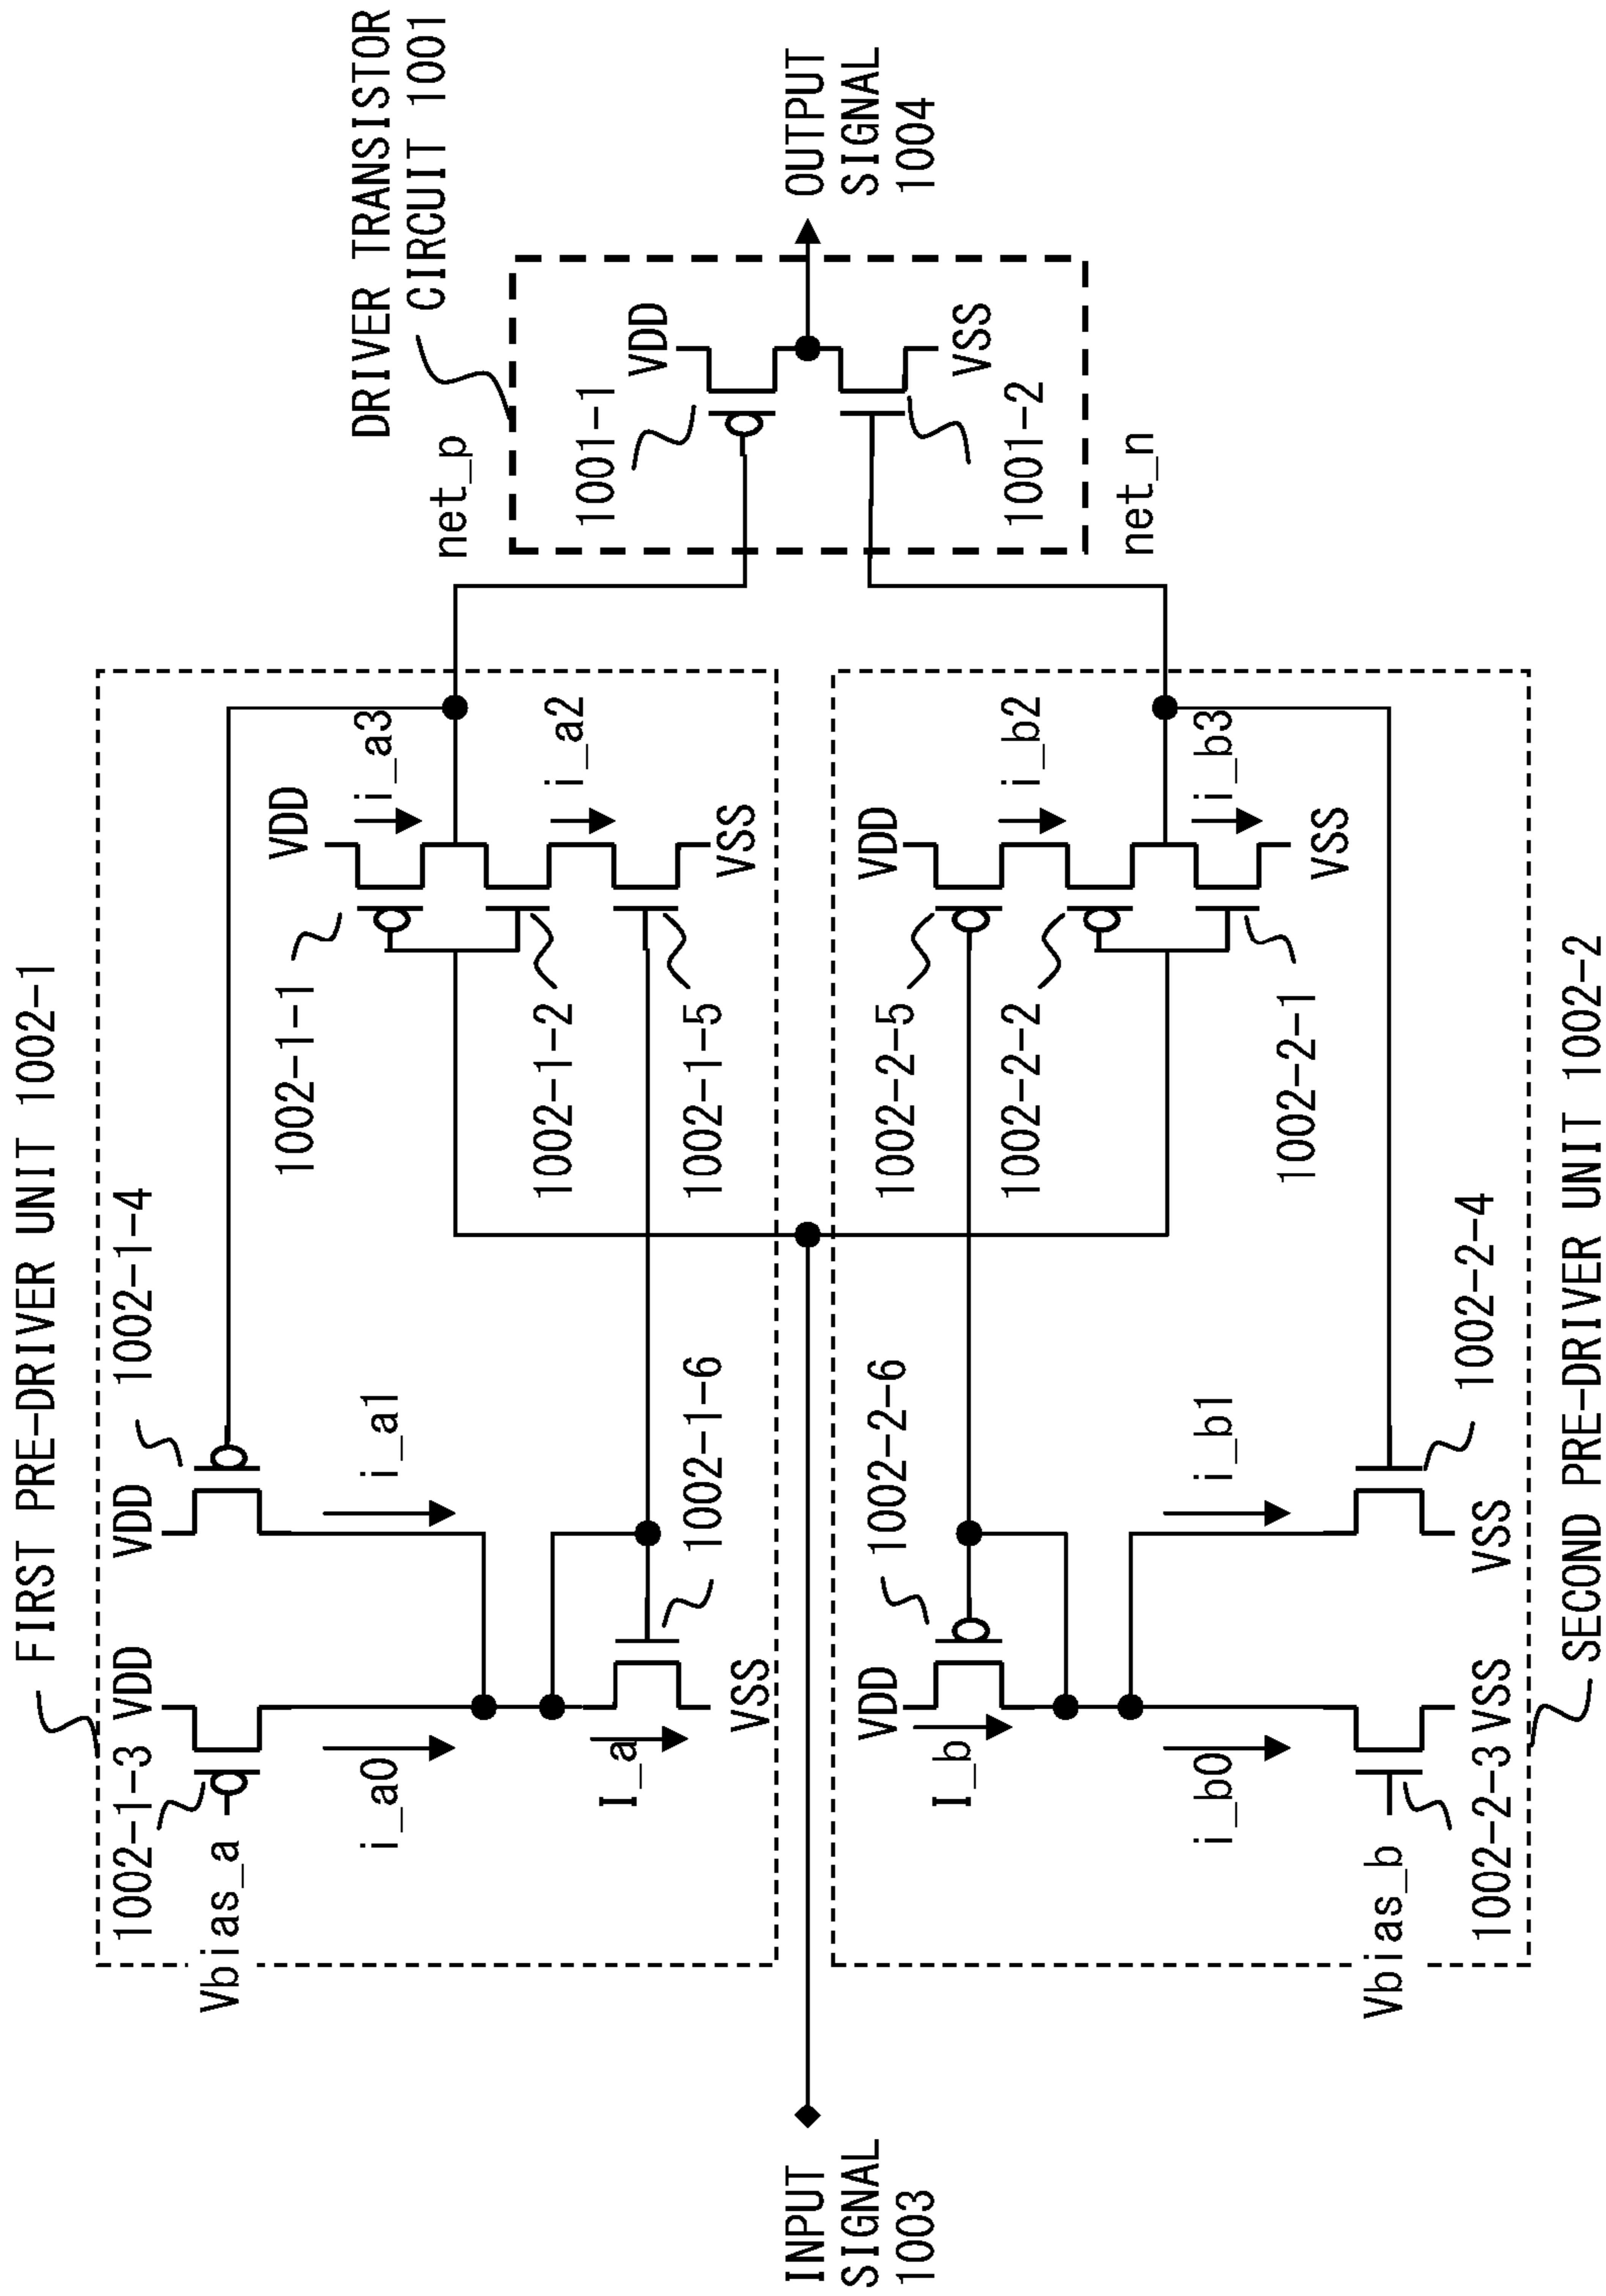 FIRST PRE-DRIVER UNIT 1002-1
DRIVER TRANSISTOR
CIRCUIT 1001
1002-1-3
VDD
VDD
1002-1-4
Vbias_a
i_a0
i_a1
1002-1-1
VDD
i_a3
net_p
I_a
VSS
1002-1-6
1002-1-2
i_a2
1002-1-5
VSS
1001-1
VDD
INPUT
SIGNAL
1003
OUTPUT
SIGNAL
1004
I_b
VDD
1002-2-6
1002-2-5
VDD
1002-2-2
i_b2
1001-2
VSS
net_n
i_b0
i_b1
1002-2-1
VSS
i_b3
Vbias_b
1002-2-3
VSS
VSS
1002-2-4
SECOND PRE-DRIVER UNIT 1002-2